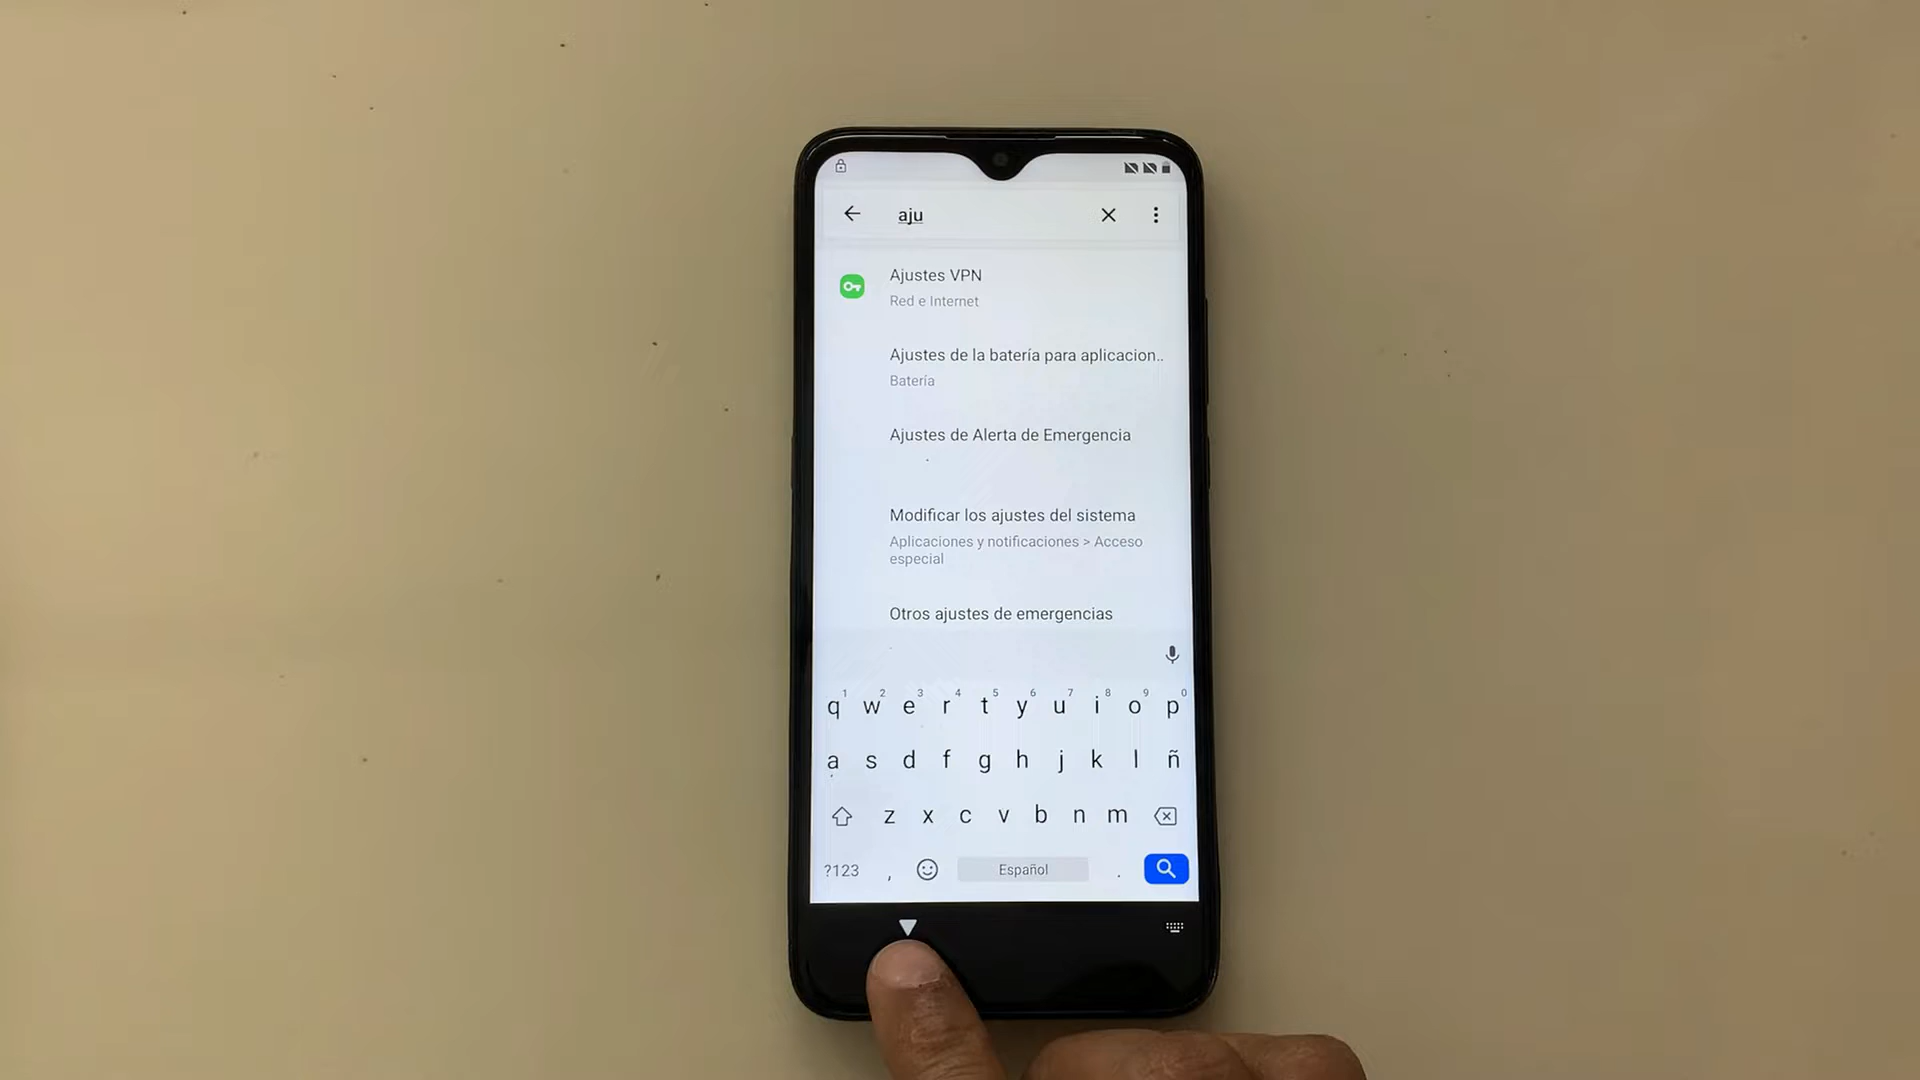 aju
Ajustes VPN
Red e Internet
Ajustes de la batería para aplicacion..
Batería
Ajustes de Alerta de Emergencia
Modificar los ajustes del sistema
Aplicaciones y notificaciones > Acceso
especial
Otros ajustes de emergencias
1 2 3 4 5 6 7 8 9 0
q w e r t y u i o p
a s d f g h j k l ñ
z x c v b n m
?123 , Español .